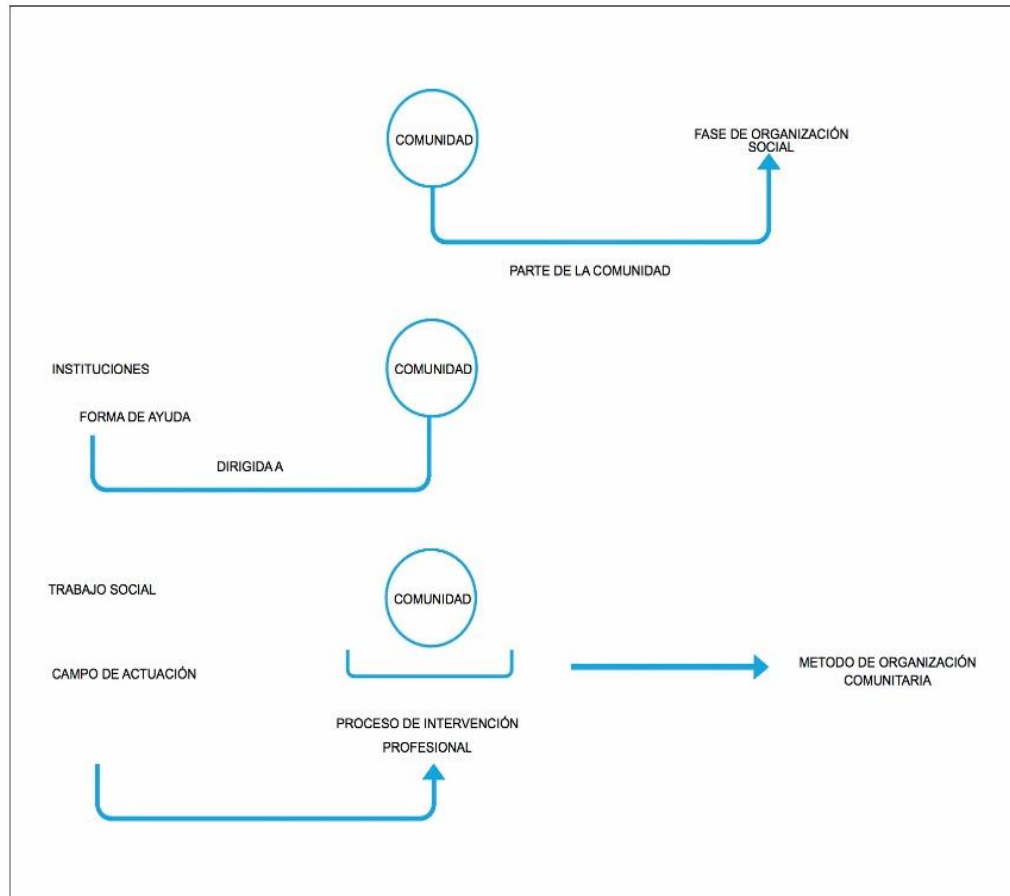 COMUNIDAD
FASE DE ORGANIZACIÓN
SOCIAL
PARTE DE LA COMUNIDAD
INSTITUCIONES
COMUNIDAD
FORMA DE AYUDA
DIRIGIDA A
TRABAJO SOCIAL
COMUNIDAD
CAMPO DE ACTUACIÓN
METODO DE ORGANIZACIÓN
COMUNITARIA
PROCESO DE INTERVENCIÓN
PROFESIONAL